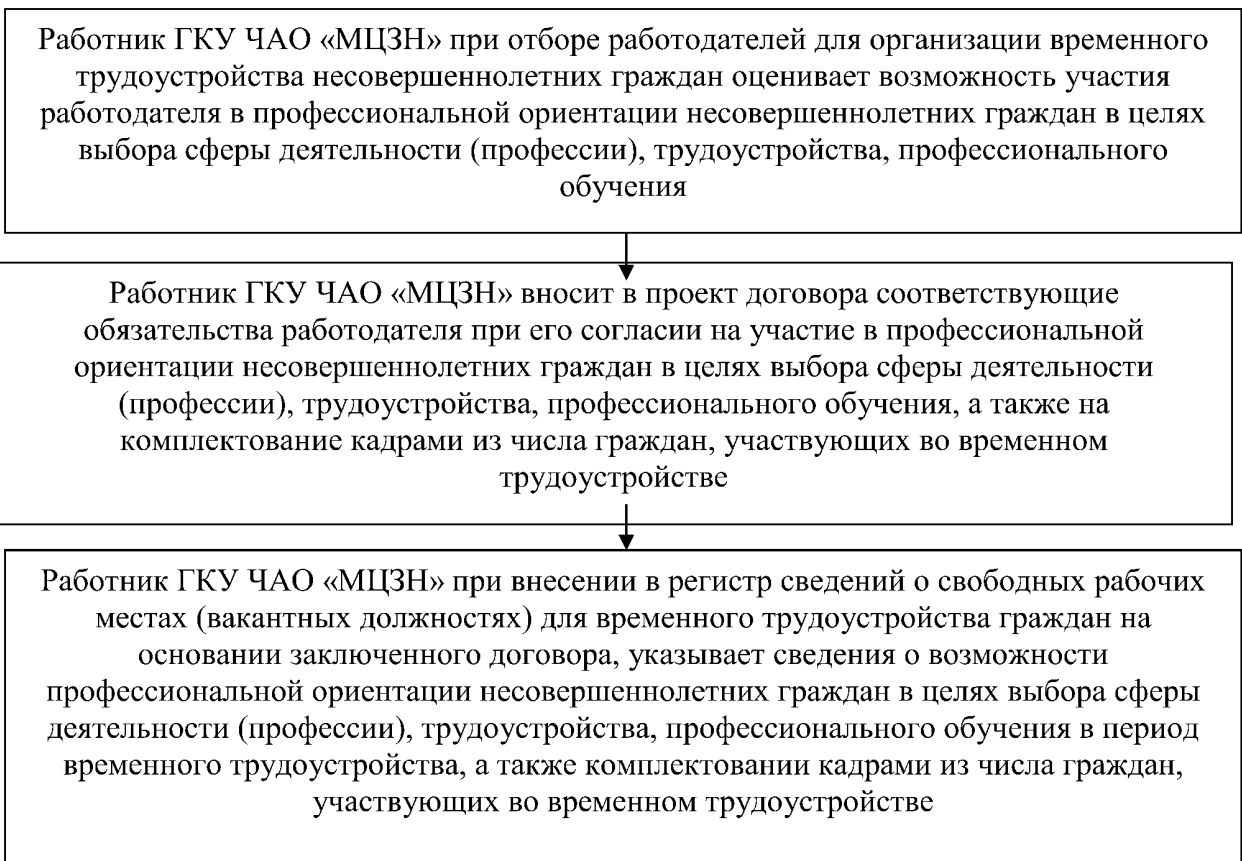 Работник ГКУ ЧАО «МЦЗН» при отборе работодателей для организации временного
трудоустройства несовершеннолетних граждан оценивает возможность участия
работодателя в профессиональной ориентации несовершеннолетних граждан в целях
выбора сферы деятельности (профессии), трудоустройства, профессионального
обучения
Работник ГКУ ЧАО «МЦЗН» вносит в проект договора соответствующие
обязательства работодателя при его согласии на участие в профессиональной
ориентации несовершеннолетних граждан в целях выбора сферы деятельности
(профессии), трудоустройства, профессионального обучения, а также на
комплектование кадрами из числа граждан, участвующих во временном
трудоустройстве
Работник ГКУ ЧАО «МЦЗН» при внесении в регистр сведений о свободных рабочих
местах (вакантных должностях) для временного трудоустройства граждан на
основании заключенного договора, указывает сведения о возможности
профессиональной ориентации несовершеннолетних граждан в целях выбора сферы
деятельности (профессии), трудоустройства, профессионального обучения в период
временного трудоустройства, а также комплектовании кадрами из числа граждан,
участвующих во временном трудоустройстве